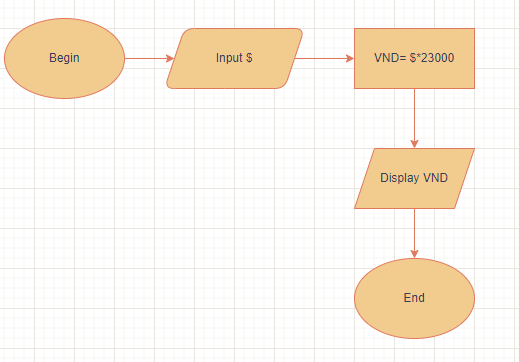 Begin
Input $
VND= $*23000
Display VND
End